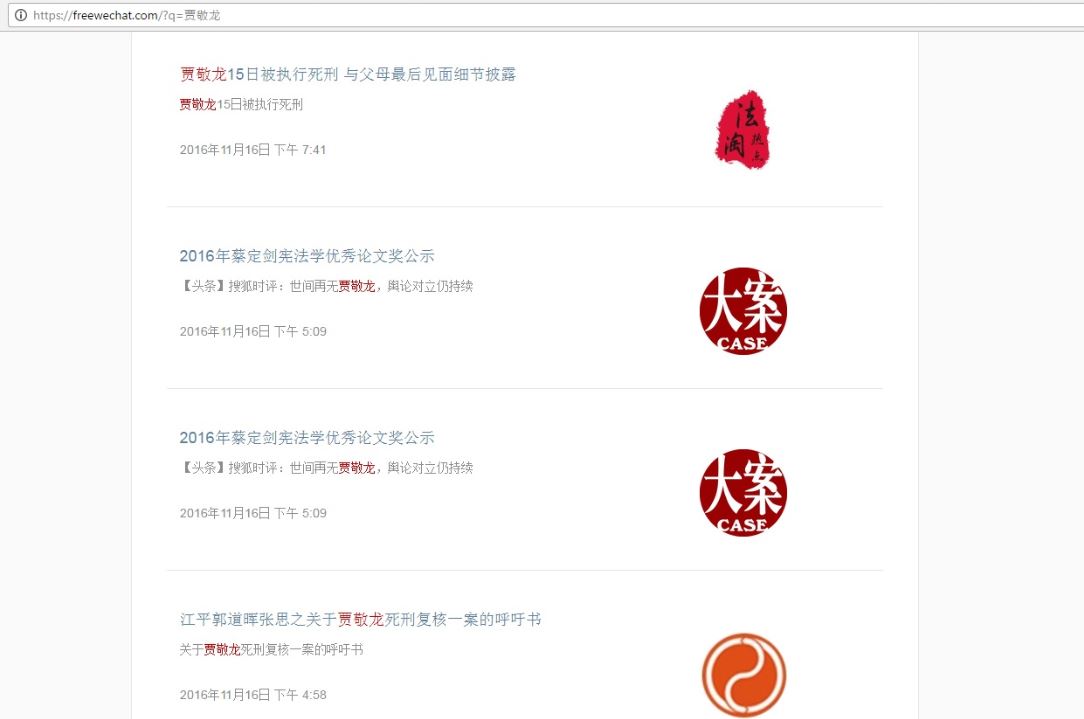 https://freewechat.com/?q=贾敬龙
贾敬龙15日被执行死刑 与父母最后见面细节披露
贾敬龙15日被执行死刑
2016年11月16日 下午 7:41
法
淘 热
点
2016年蔡定剑宪法学优秀论文奖公示
【头条】搜狐时评：世间再无贾敬龙，舆论对立仍持续
2016年11月16日 下午 5:09
大案
CASE
2016年蔡定剑宪法学优秀论文奖公示
【头条】搜狐时评：世间再无贾敬龙，舆论对立仍持续
2016年11月16日 下午 5:09
大案
CASE
江平郭道晖张思之关于贾敬龙死刑复核一案的呼吁书
关于贾敬龙死刑复核一案的呼吁书
2016年11月16日 下午 4:58